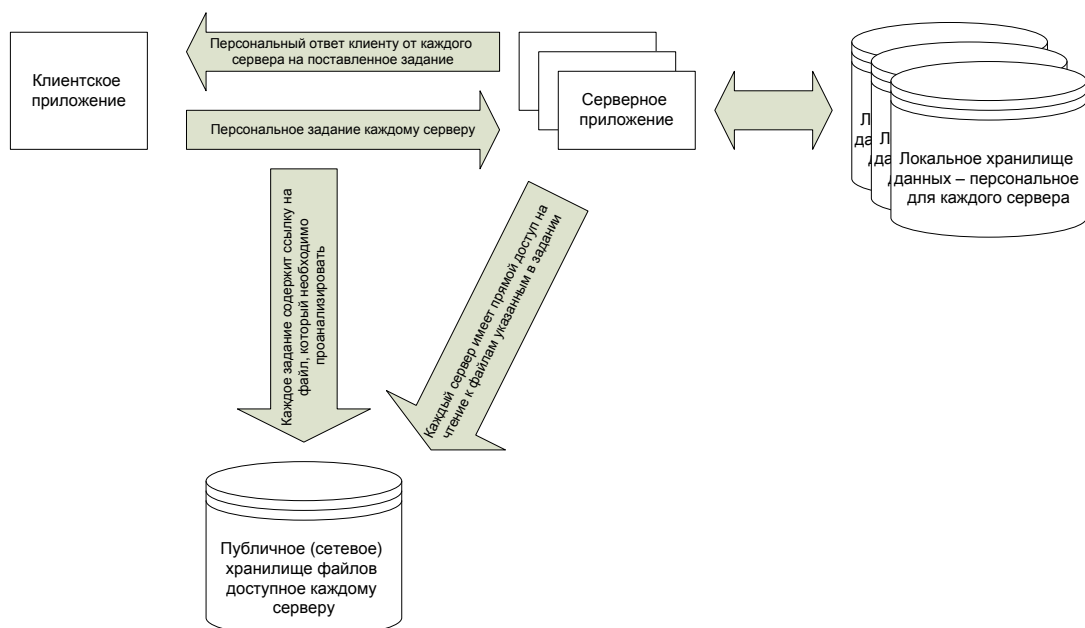 Персональный ответ клиенту от каждого
сервера на поставленное задание
Клиентское
приложение
Серверное
приложение
Персональное задание каждому серверу
Локальное хранилище
данных – персональное
для каждого сервера
Каждое задание содержит ссылку на
файл, который необходимо
проанализировать
Каждый сервер имеет прямой доступ на
чтение к файлам указанным в задании
Публичное (сетевое)
хранилище файлов
доступное каждому
серверу